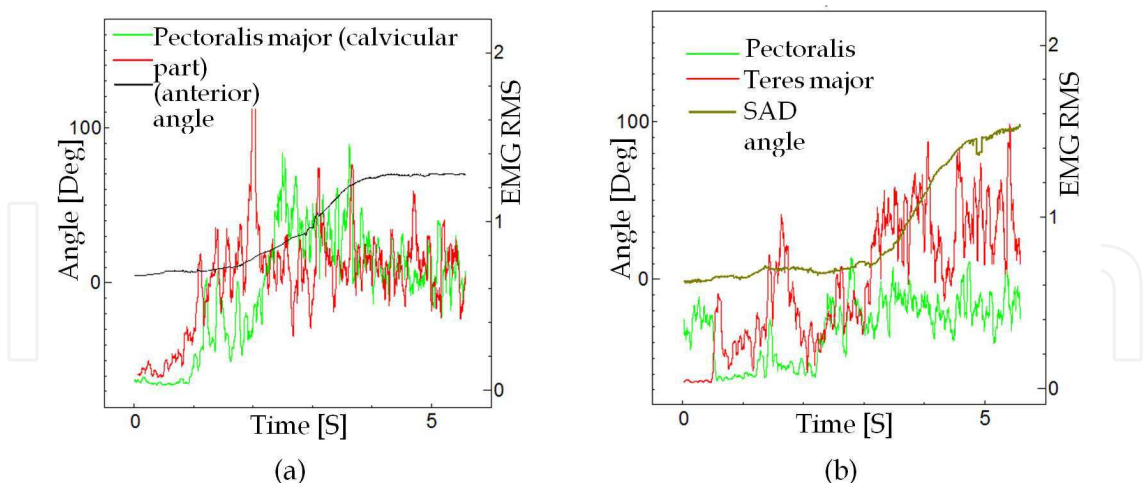 Pectoralis major (calvicular
part)
(anterior)
angle
100
0
Angle [Deg]
2
1
0
EMG RMS
0
5
Time [S]
(a)
Pectoralis
Teres major
SAD
angle
100
0
Angle [Deg]
2
1
0
EMG RMS
0
5
Time [S]
(b)